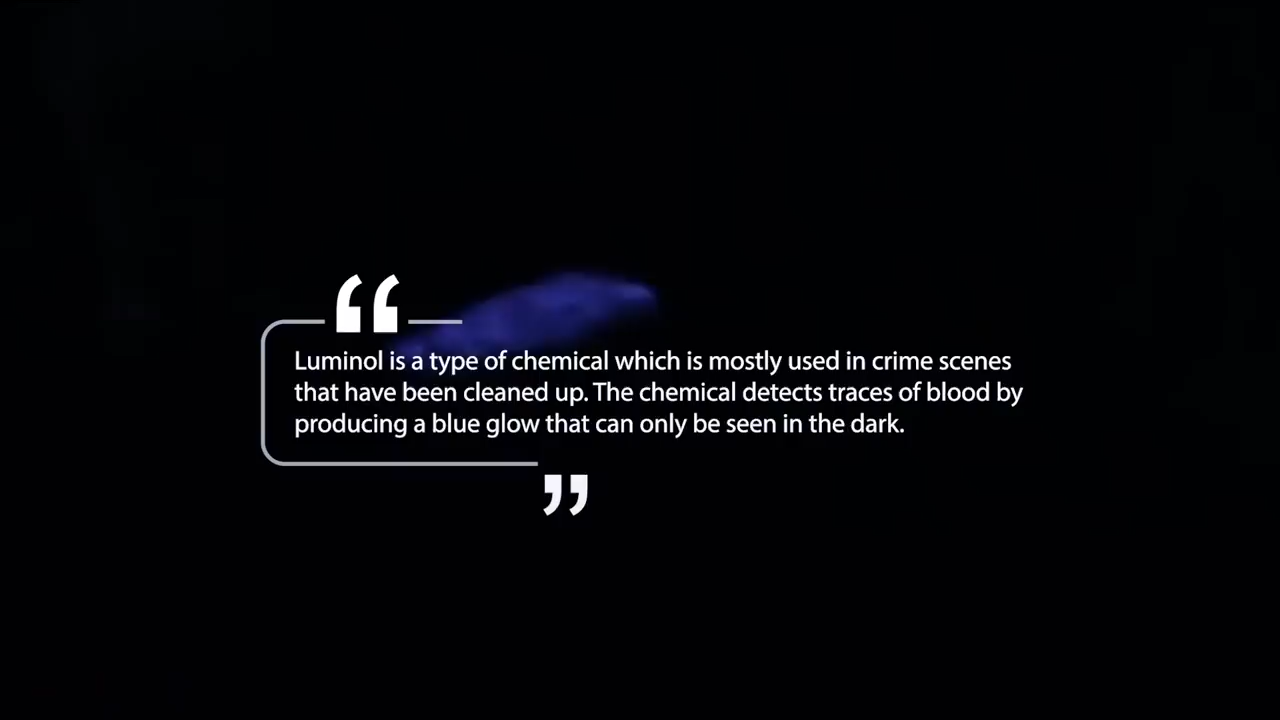 “
Luminol is a type of chemical which is mostly used in crime scenes
that have been cleaned up. The chemical detects traces of blood by
producing a blue glow that can only be seen in the dark.
”